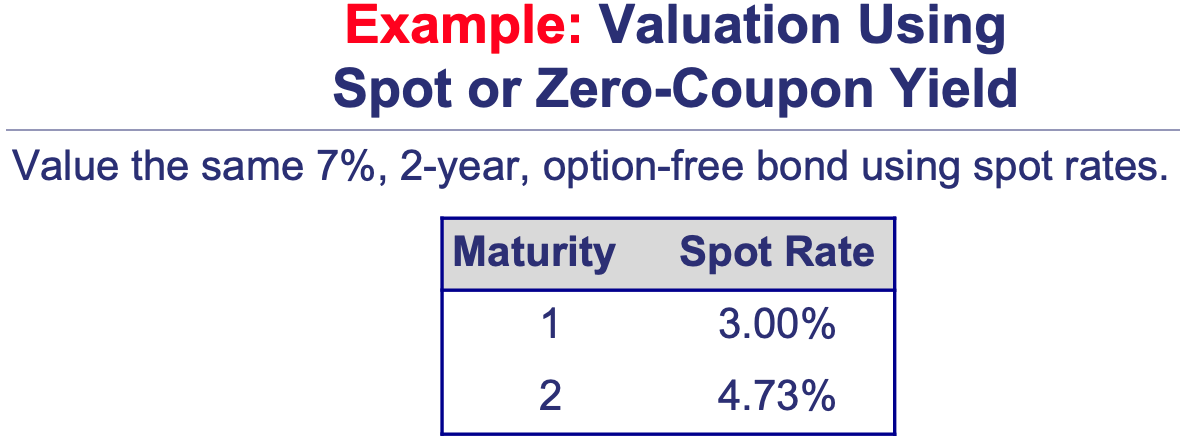 Example: Valuation Using
Spot or Zero-Coupon Yield
Value the same 7%, 2-year, option-free bond using spot rates.
Maturity Spot Rate
1 3.00%
2 4.73%